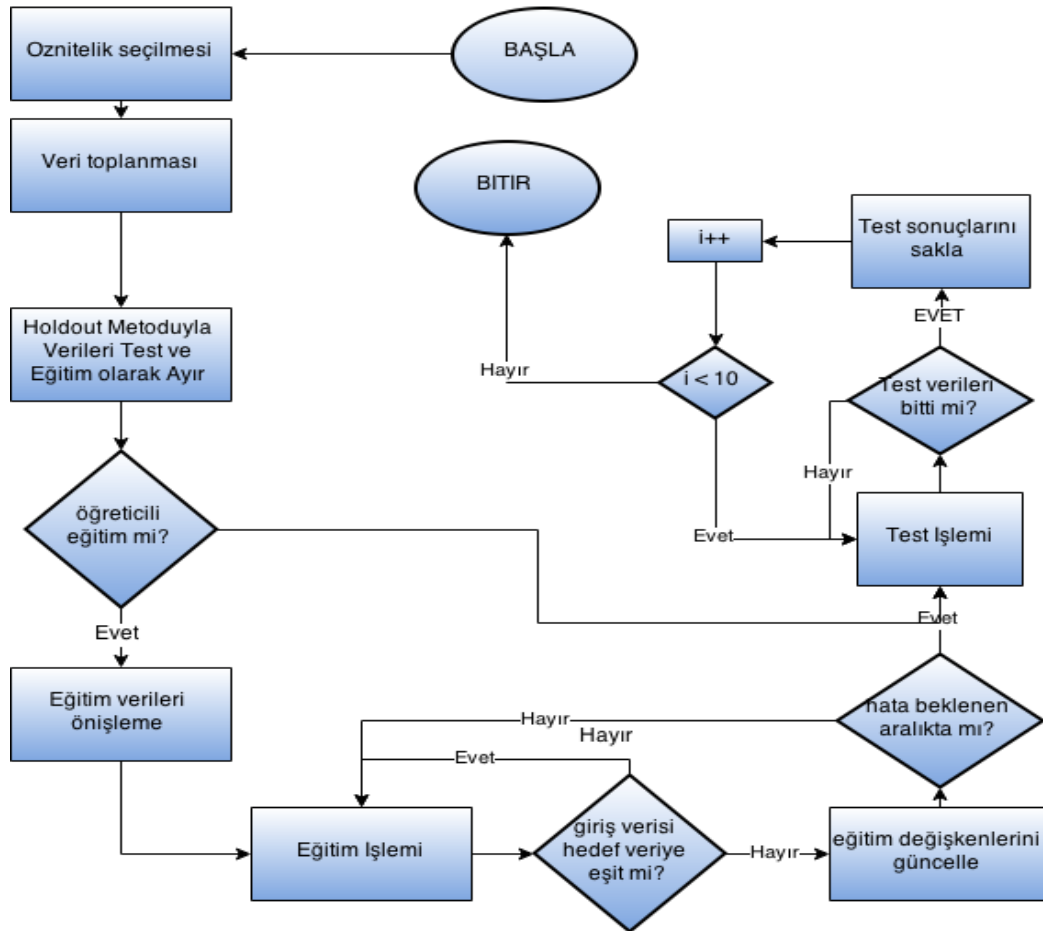 Oznitelik seçilmesi
BAŞLA
Veri toplanması
BITIR
Test sonuçlarını
sakla
i++
EVET
Holdout Metoduyla
Verileri Test ve
Eğitim olarak Ayır
Hayır
i < 10
Test verileri
bitti mi?
Hayır
öğreticili
eğitim mi?
Evet
Test Işlemi
Evet
Evet
Eğitim verileri
önişleme
hata beklenen
aralıkta mı?
Hayır
Hayır
Evet
Eğitim Işlemi
giriş verisi
hedef veriye
eşit mi?
Hayır
eğitim değişkenlerini
güncelle